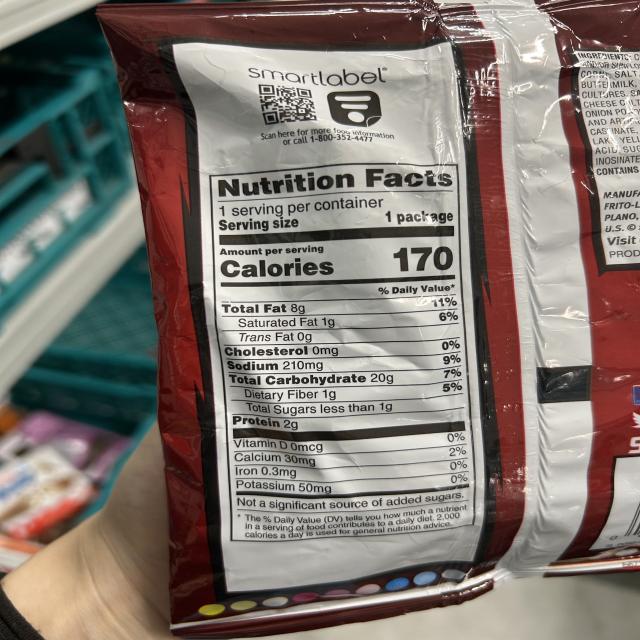 smartlabel®
Scan here for more food information
or call 1-800-352-4477
Nutrition Facts
1 serving per container
Serving size 1 package
Amount per serving
Calories 170
% Daily Value*
Total Fat 8g 11%
Saturated Fat 1g 6%
Trans Fat 0g
Cholesterol 0mg 0%
Sodium 210mg 9%
Total Carbohydrate 20g 7%
Dietary Fiber 1g 5%
Total Sugars less than 1g
Protein 2g
Vitamin D 0mcg 0%
Calcium 30mg 2%
Iron 0.3mg 0%
Potassium 50mg 0%
Not a significant source of added sugars.
* The % Daily Value (DV) tells you how much a nutrient
in a serving of food contributes to a daily diet. 2,000
calories a day is used for general nutrition advice.
INGREDIENTS: C
CORN), SALT
BUTTERMILK,
CULTURES, SA
CHEESE
ONION PO
AND AR
LAKE, YELL
ACID, SUG
INOSINATE
CONTAINS
MANUFA
FRITO-L
PLANO
U.S. ©
Visit
PROD